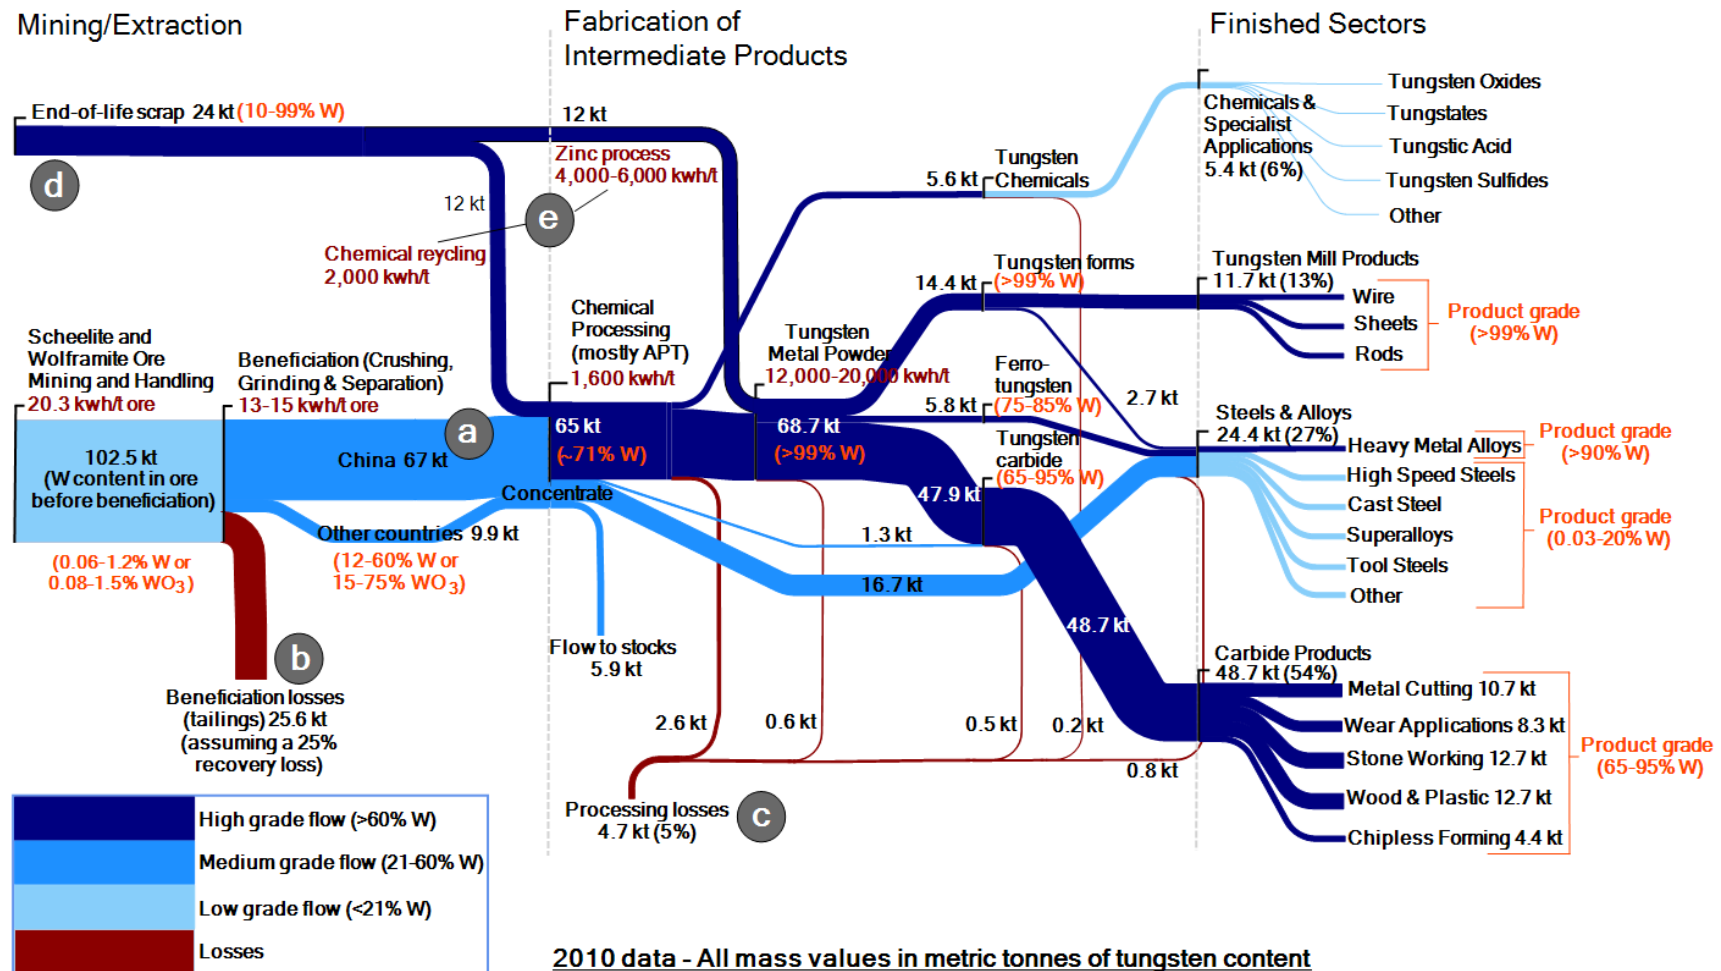 Mining/Extraction
Fabrication of
Intermediate Products
Finished Sectors
End-of-life scrap 24 kt (10-99% W)
12 kt
Zinc process
4,000-6,000 kwh/t
d
e
12 kt
Chemical reycling
2,000 kwh/t
5.6 kt
Tungsten
Chemicals
Chemicals &
Specialist
Applications
5.4 kt (6%)
Tungsten Oxides
Tungstates
Tungstic Acid
Tungsten Sulfides
Other
Scheelite and
Wolframite Ore
Mining and Handling
20.3 kwh/t ore
Beneficiation (Crushing,
Grinding & Separation)
13-15 kwh/t ore
Chemical
Processing
(mostly APT)
1,600 kwh/t
Tungsten
Metal Powder
12,000-20,000 kwh/t
14.4 kt
Tungsten forms
(>99% W)
Tungsten Mill Products
11.7 kt (13%)
Wire
Sheets
Rods
Product grade
(>99% W)
102.5 kt
(W content in ore
before beneficiation)
a
China 67 kt
65 kt
(~71% W)
68.7 kt
(>99% W)
5.8 kt
Ferro-
tungsten
(75-85% W)
2.7 kt
Tungsten
carbide
(65-95% W)
47.9 kt
Steels & Alloys
24.4 kt (27%)
Heavy Metal Alloys
High Speed Steels
Cast Steel
Superalloys
Tool Steels
Other
Product grade
(>90% W)
Product grade
(0.03-20% W)
Concentrate
Other countries 9.9 kt
(0.06-1.2% W or
0.08-1.5% WO3)
(12-60% W or
15-75% WO3)
1.3 kt
16.7 kt
48.7 kt
Flow to stocks
5.9 kt
b
Beneficiation losses
(tailings) 25.6 kt
(assuming a 25%
recovery loss)
2.6 kt
0.6 kt
0.5 kt
0.2 kt
0.8 kt
Processing losses
4.7 kt (5%)
c
Carbide Products
48.7 kt (54%)
Metal Cutting 10.7 kt
Wear Applications 8.3 kt
Stone Working 12.7 kt
Wood & Plastic 12.7 kt
Chipless Forming 4.4 kt
Product grade
(65-95% W)
High grade flow (>60% W)
Medium grade flow (21-60% W)
Low grade flow (<21% W)
Losses
2010 data - All mass values in metric tonnes of tungsten content